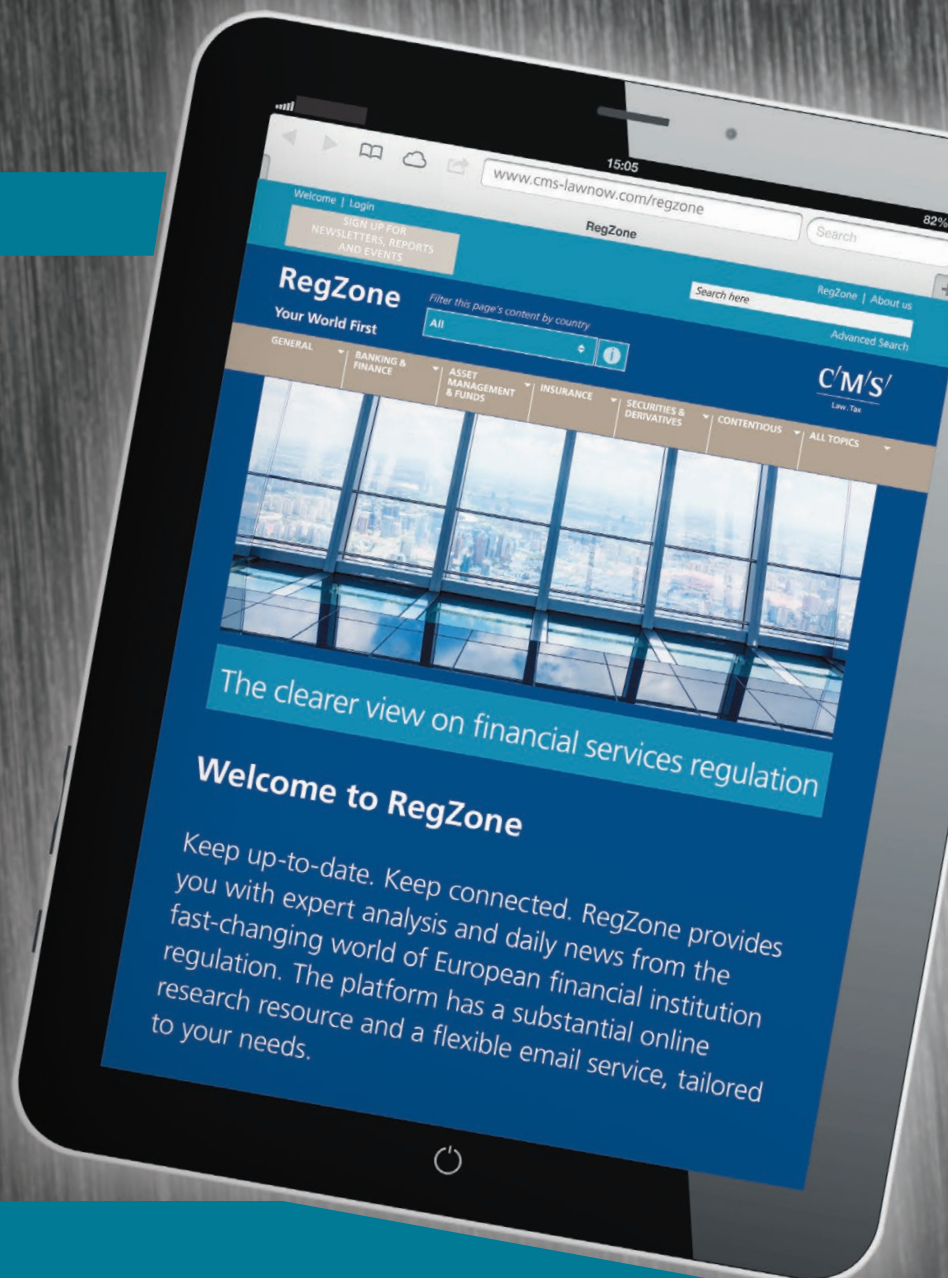 15:05
82%
www.cms-lawnow.com/regzone
Search
RegZone
Welcome | Login
SIGN UP FOR
NEWSLETTERS, REPORTS
AND EVENTS
RegZone | About us
Search here
Advanced Search
RegZone
Your World First
Filter this page's content by country
All
C/M/S/
Law . Tax
GENERAL
BANKING &
FINANCE
ASSET
MANAGEMENT
& FUNDS
INSURANCE
SECURITIES &
DERIVATIVES
CONTENTIOUS
ALL TOPICS
The clearer view on financial services regulation
Welcome to RegZone
Keep up-to-date. Keep connected. RegZone provides
you with expert analysis and daily news from the
fast-changing world of European financial institution
regulation. The platform has a substantial online
research resource and a flexible email service, tailored
to your needs.